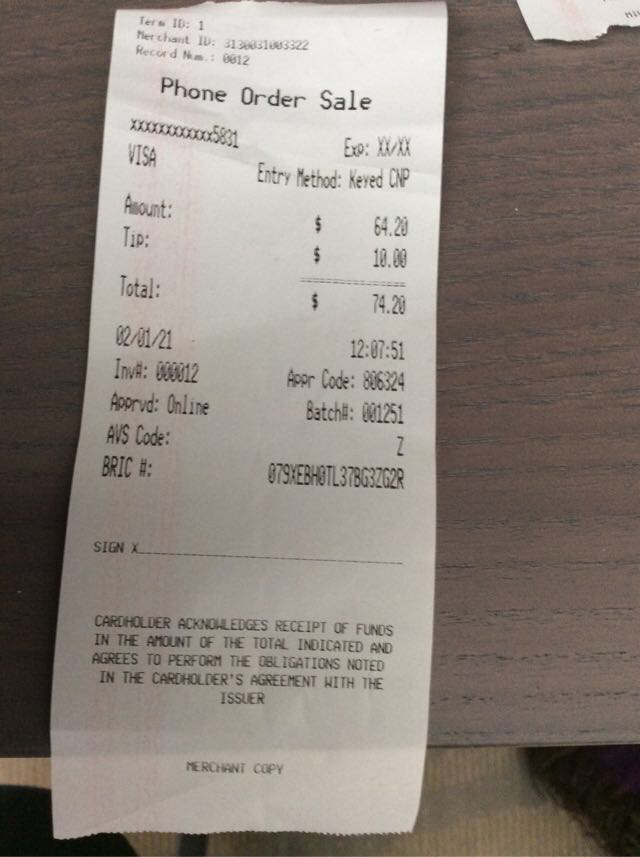 Term ID: 1
Merchant ID: 3130031003322
Record Num.: 0012
Phone Order Sale
XXXXXXXXXXXX5831
VISA Exp: XX/XX
Entry Method: Keyed CNP
Amount: $ 64.20
Tip: $ 10.00
Total: $ 74.20
02/01/21 12:07:51
Inv#: 000012 Appr Code: 806324
Apprvd: Online Batch#: 001251
AVS Code: Z
BRIC #: 079XEBH0TL37BG3ZG2R
SIGN X
CARDHOLDER ACKNOWLEDGES RECEIPT OF FUNDS
IN THE AMOUNT OF THE TOTAL INDICATED AND
AGREES TO PERFORM THE OBLIGATIONS NOTED
IN THE CARDHOLDER'S AGREEMENT WITH THE
ISSUER
MERCHANT COPY